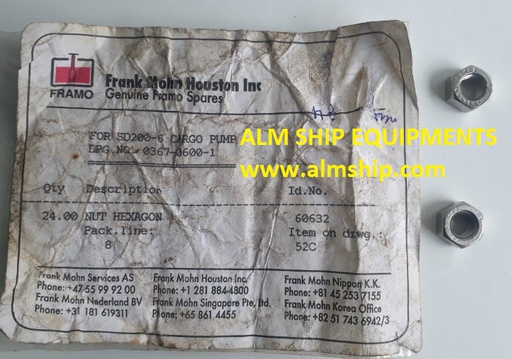 FRAMO
Frank Mohn Houston Inc
Genuine Framo Spares
FOR SD200-6 CARGO PUMP
DRG.NO: 0367-0600-1
ALM SHIP EQUIPMENTS
www.almship.com
Qty Description Id.No.
24.00 NUT HEXAGON 60632
Pack.line: Item on drwg.:
8 52C
Frank Mohn Services AS
Phone: +47 55 99 92 00
Frank Mohn Nederland BV
Phone: +31 181 619311
Frank Mohn Houston Inc.
Phone: +1 281 884-4800
Frank Mohn Singapore Pte, Ltd.
Phone: +65 861 4455
Frank Mohn Nippon K.K.
Phone: +81 45 253 7155
Frank Mohn Korea Office
Phone: +82 51 743 6942/3